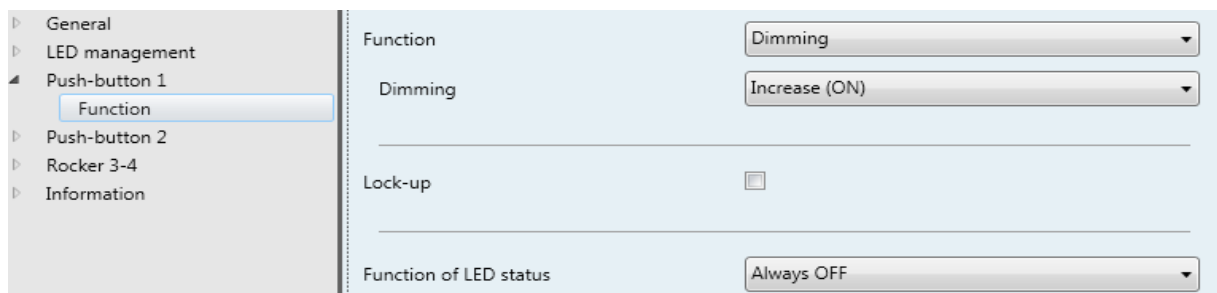 General
LED management
Push-button 1
Function
Push-button 2
Rocker 3-4
Information
Function Dimming
Dimming Increase (ON)
Lock-up
Function of LED status Always OFF